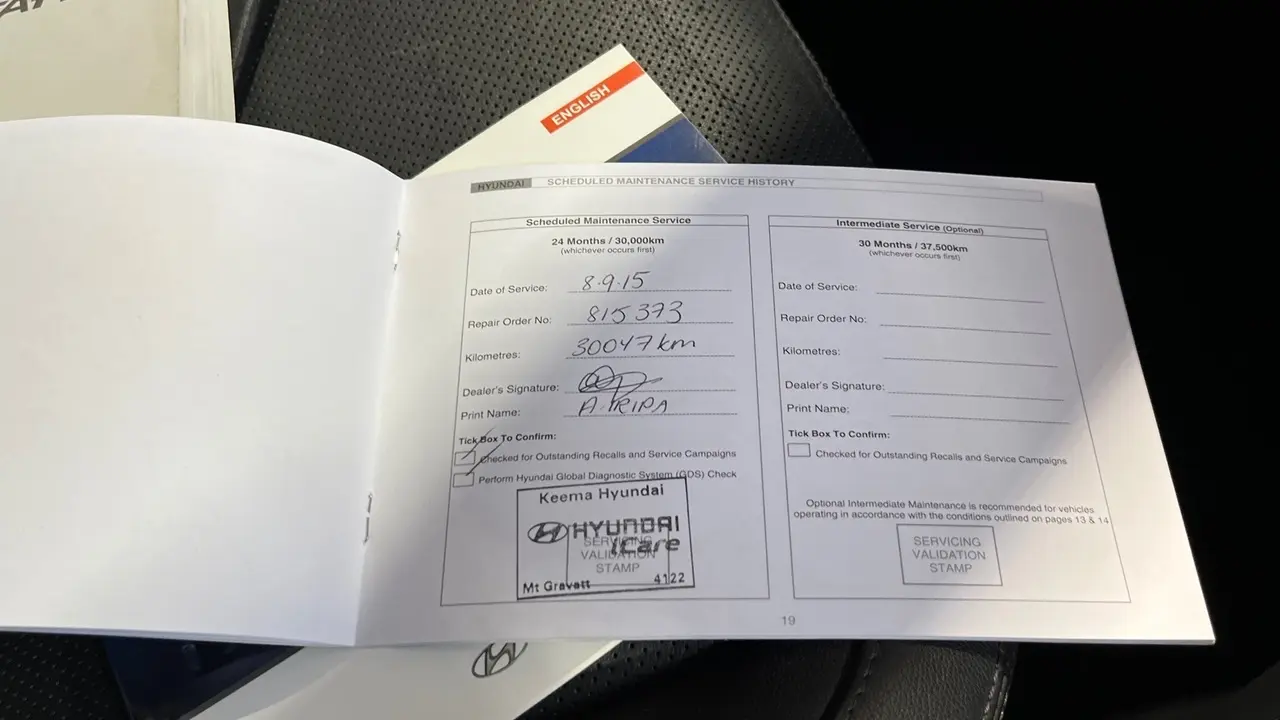 ENGLISH
HYUNDAI SCHEDULED MAINTENANCE SERVICE HISTORY
Scheduled Maintenance Service
24 Months / 30,000km
(whichever occurs first)
Date of Service: 8.9.15
Repair Order No: 815373
Kilometres: 30047km
Dealer's Signature:
Print Name: A.
Tick Box To Confirm:
Checked for Outstanding Recalls and Service Campaigns
Perform Hyundai Global Diagnostic System (GDS) Check
Keema Hyundai
HYUNDAI
iCare
SERVICING
VALIDATION
STAMP
Mt Gravatt 4122
Intermediate Service (Optional)
30 Months / 37,500km
(whichever occurs first)
Date of Service:
Repair Order No:
Kilometres:
Dealer's Signature:
Print Name:
Tick Box To Confirm:
Checked for Outstanding Recalls and Service Campaigns
Optional Intermediate Maintenance is recommended for vehicles
operating in accordance with the conditions outlined on pages 13 & 14
SERVICING
VALIDATION
STAMP
19